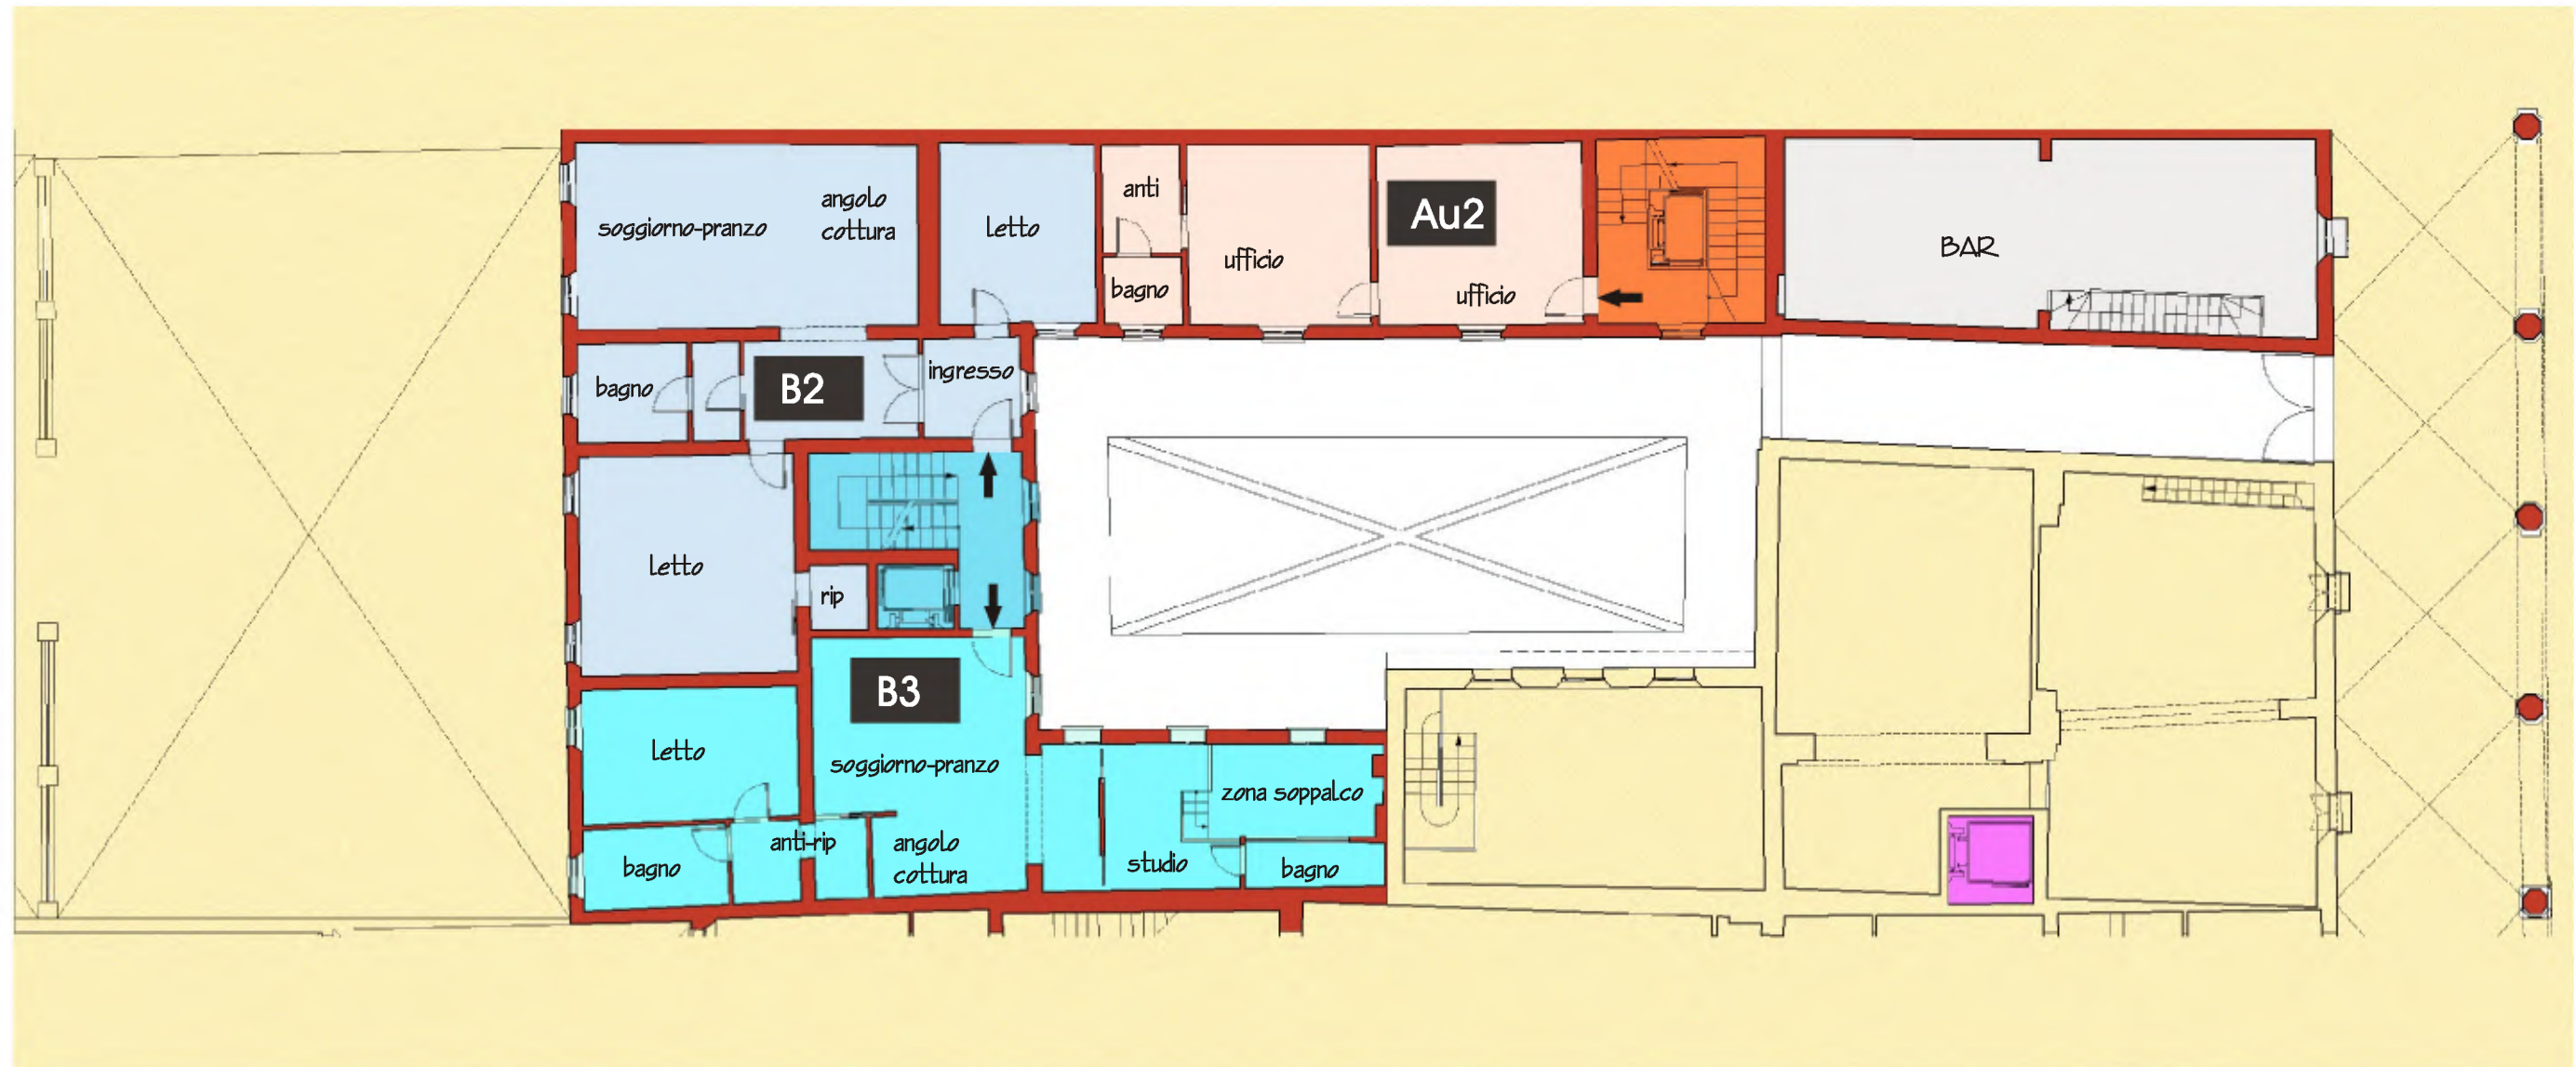 soggiorno-pranzo
angolo
cottura
letto
anti
bagno
ufficio
Au2
ufficio
BAR
bagno
B2
ingresso
letto
rip
B3
letto
soggiorno-pranzo
zona soppalco
bagno
anti-rip
angolo
cottura
studio
bagno